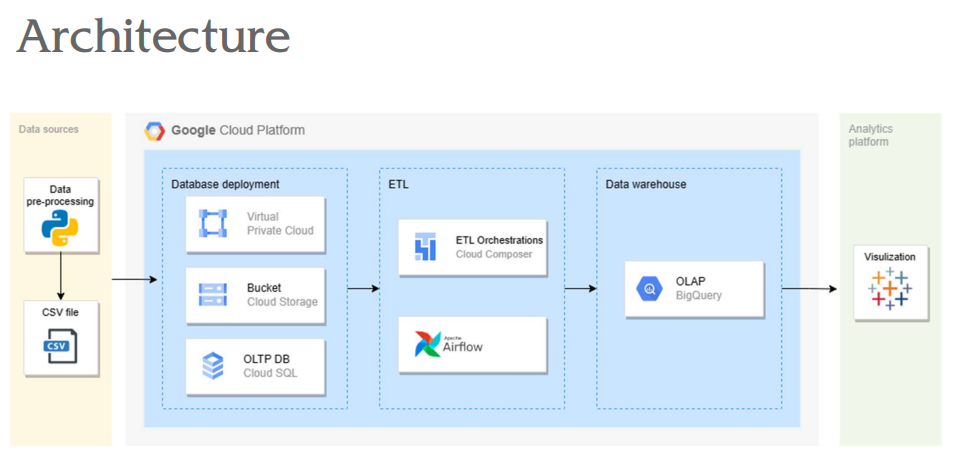 Architecture
Data sources
Data
pre-processing
CSV file
CSV
Google Cloud Platform
Database deployment
Virtual
Private Cloud
Bucket
Cloud Storage
OLTP DB
Cloud SQL
ETL
ETL Orchestrations
Cloud Composer
Apache
Airflow
Data warehouse
OLAP
BigQuery
Analytics
platform
Visulization